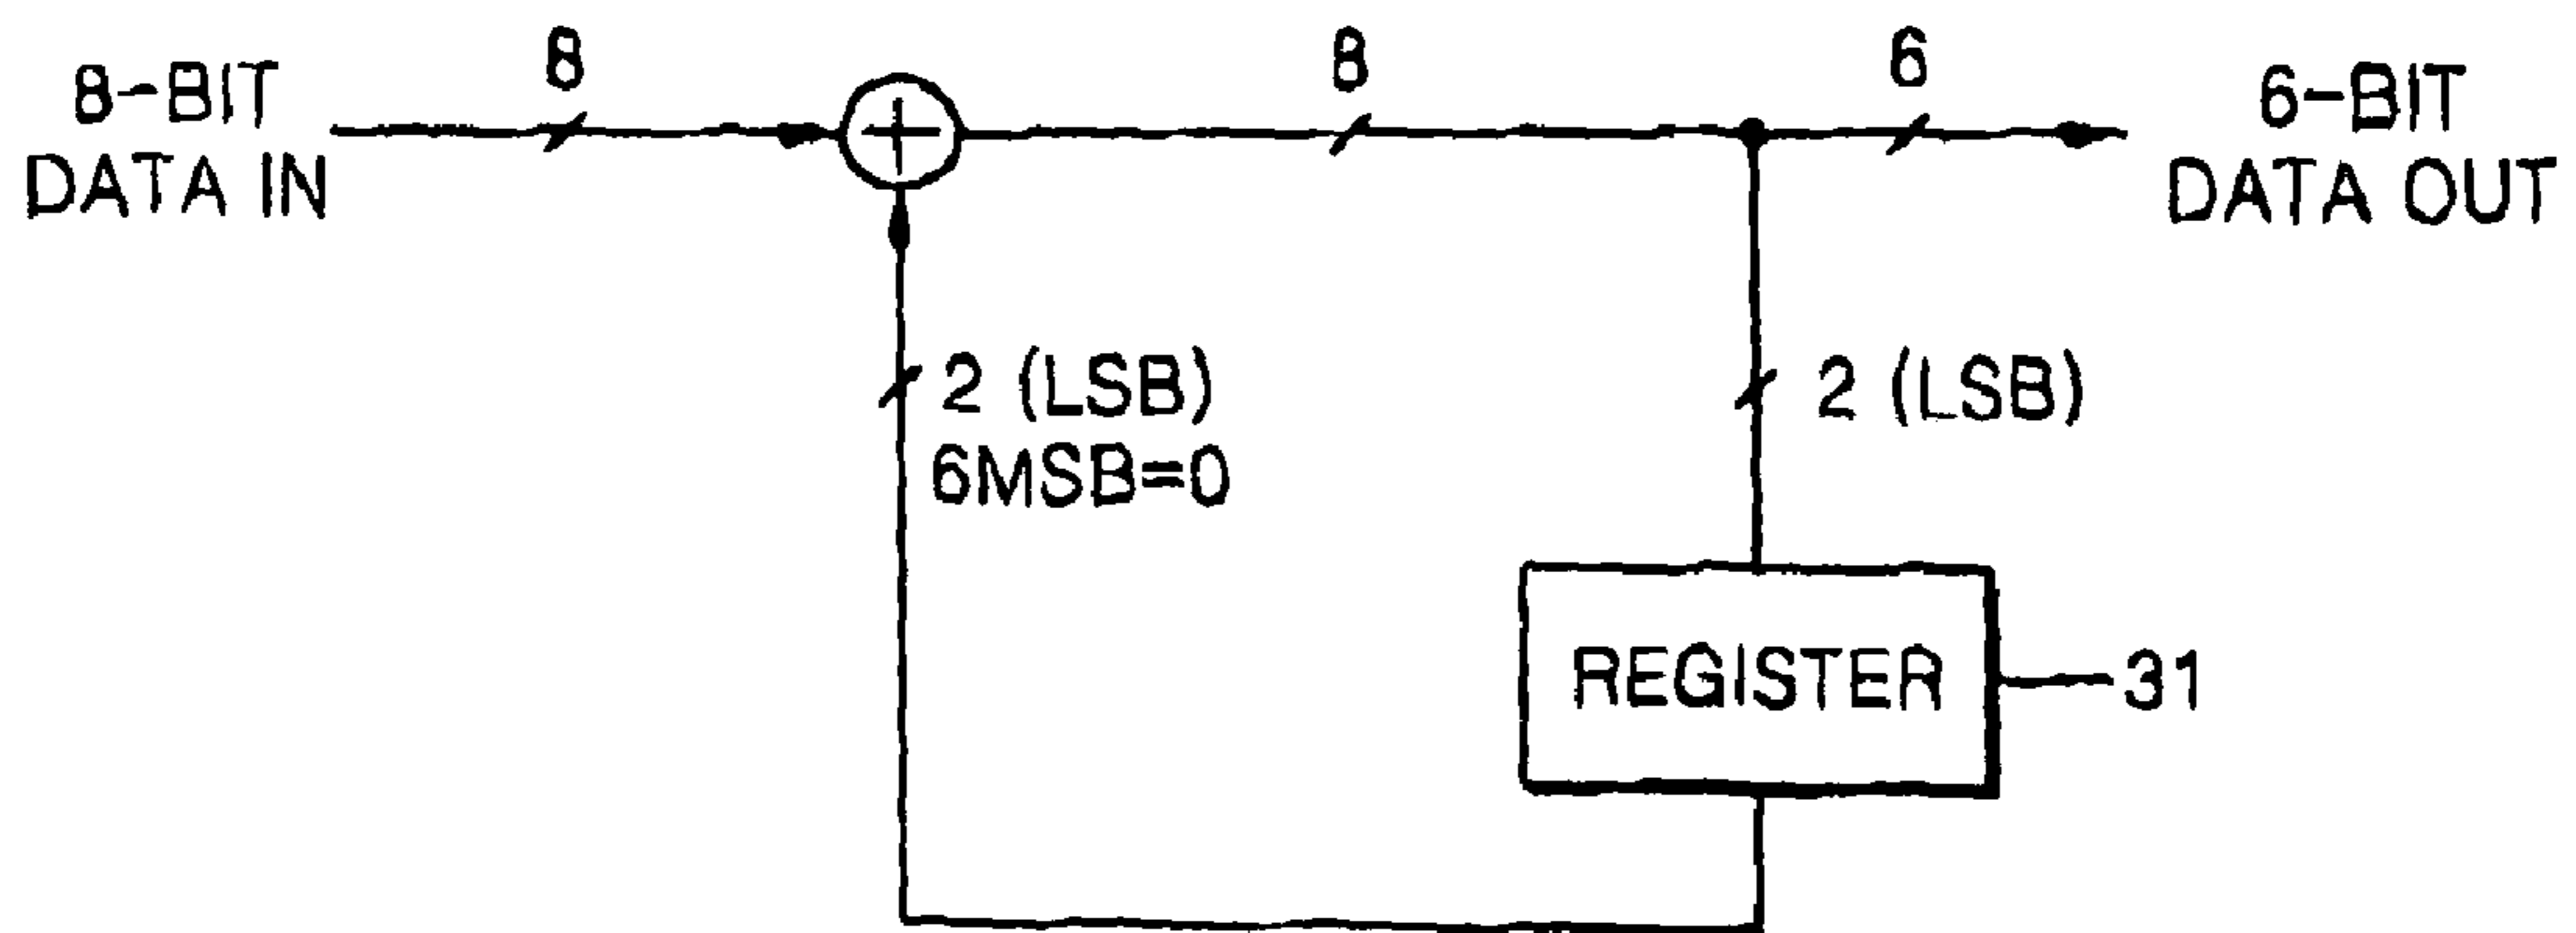 8-BIT
DATA IN
8
8
6
6-BIT
DATA OUT
2 (LSB)
6MSB=0
2 (LSB)
REGISTER
31